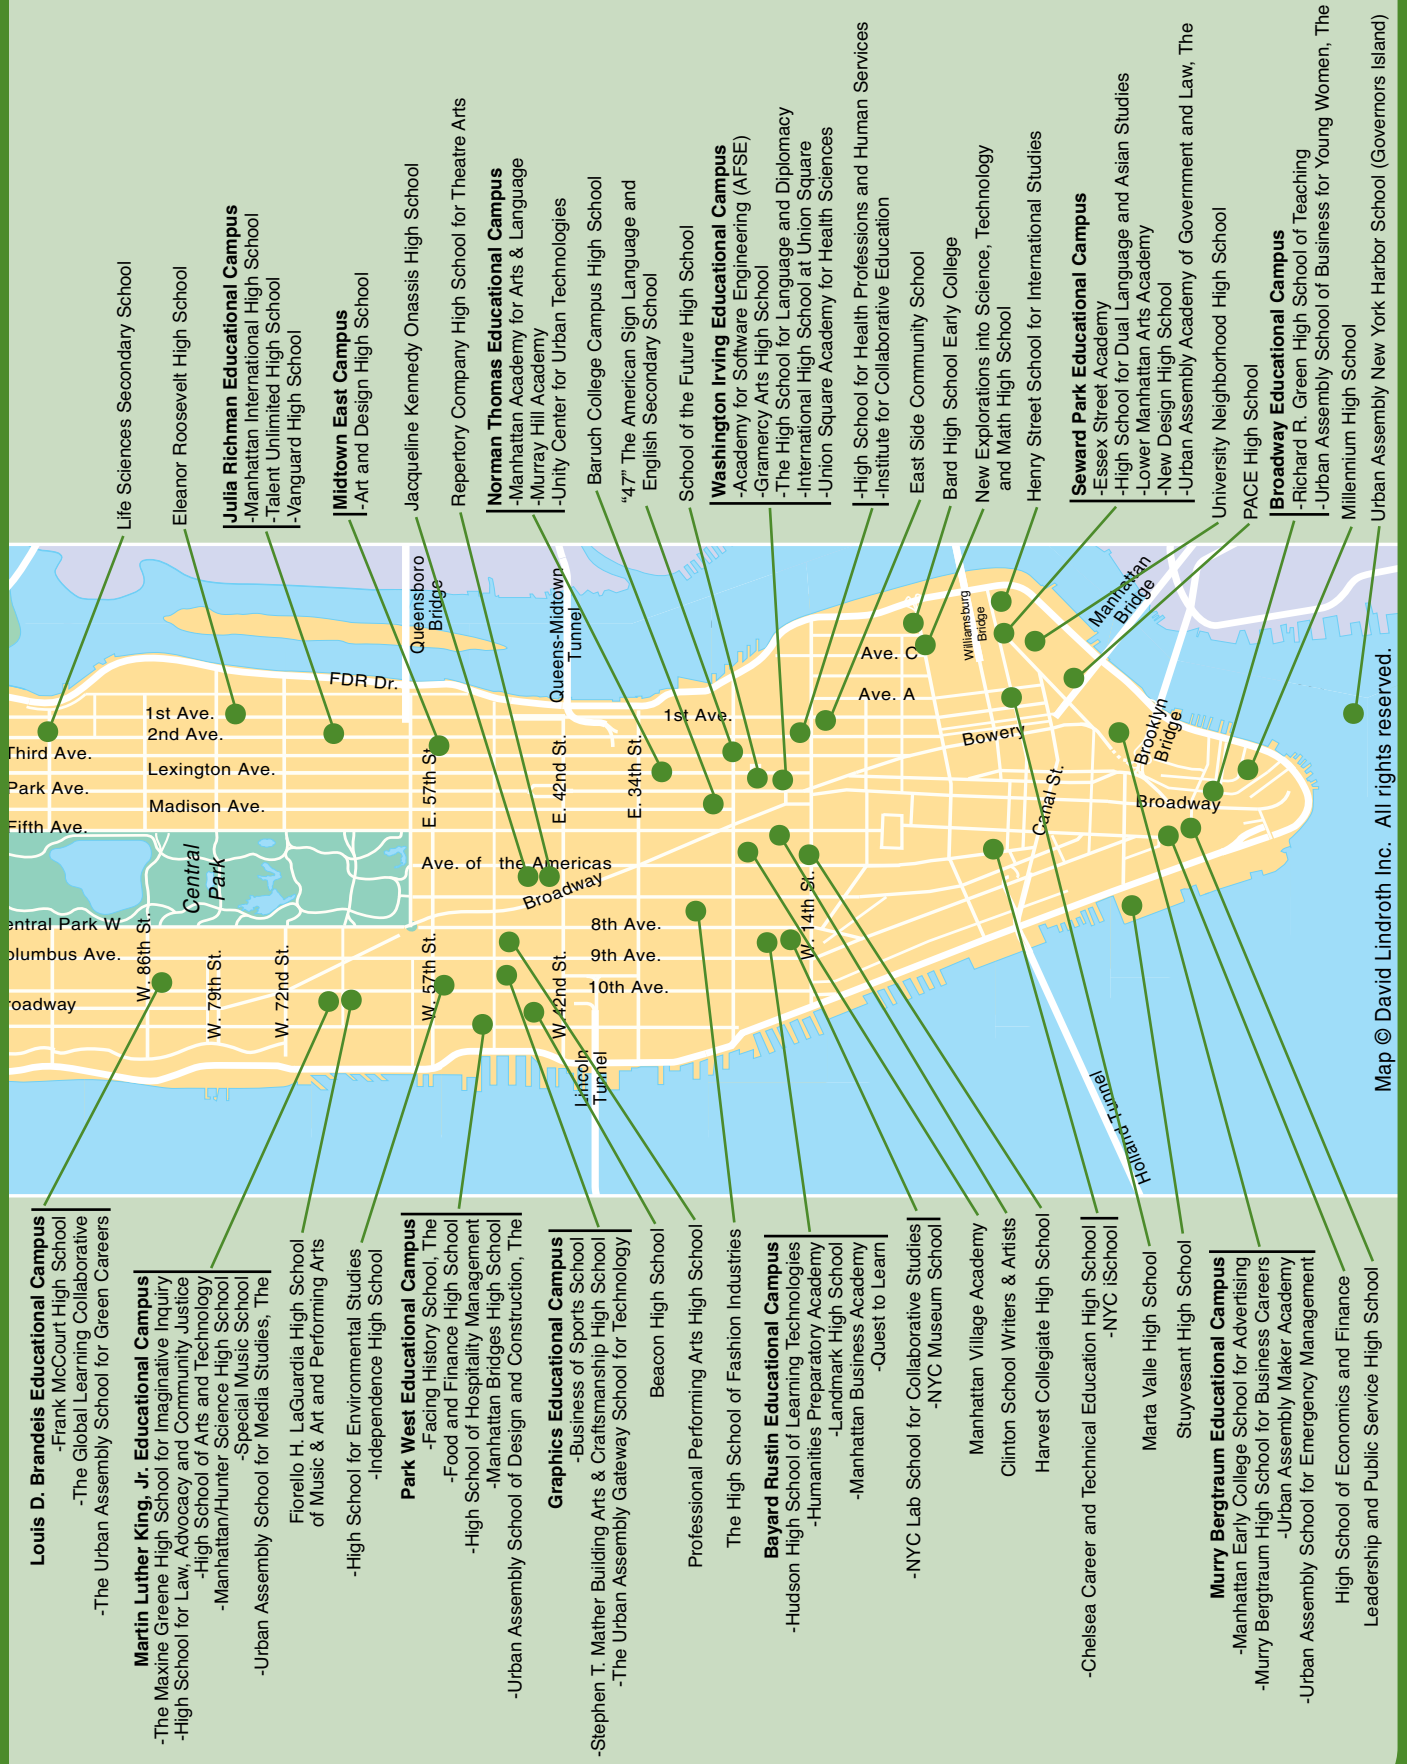 Louis D. Brandeis Educational Campus
-Frank McCourt High School
-The Global Learning Collaborative
-The Urban Assembly School for Green Careers
Martin Luther King, Jr. Educational Campus
-The Maxine Greene High School for Imaginative Inquiry
-High School for Law, Advocacy and Community Justice
-High School of Arts and Technology
-Manhattan/Hunter Science High School
-Special Music School
-Urban Assembly School for Media Studies, The
Fiorello H. LaGuardia High School
of Music & Art and Performing Arts
-High School for Environmental Studies
-Independence High School
Park West Educational Campus
-Facing History School, The
-Food and Finance High School
-High School of Hospitality Management
-Manhattan Bridges High School
-Urban Assembly School of Design and Construction, The
Graphics Educational Campus
-Business of Sports School
-Stephen T. Mather Building Arts & Craftsmanship High School
-The Urban Assembly Gateway School for Technology
Beacon High School
Professional Performing Arts High School
The High School of Fashion Industries
Bayard Rustin Educational Campus
-Hudson High School of Learning Technologies
-Humanities Preparatory Academy
-Landmark High School
-Manhattan Business Academy
-Quest to Learn
-NYC Lab School for Collaborative Studies
-NYC Museum School
Manhattan Village Academy
Clinton School Writers & Artists
Harvest Collegiate High School
-Chelsea Career and Technical Education High School
-NYC iSchool
Marta Valle High School
Stuyvesant High School
Murry Bergtraum Educational Campus
-Manhattan Early College School for Advertising
-Murry Bergtraum High School for Business Careers
-Urban Assembly Maker Academy
-Urban Assembly School for Emergency Management
High School of Economics and Finance
Leadership and Public Service High School
Third Ave.
Park Ave.
Fifth Ave.
entral Park W
olumbus Ave.
roadway
1st Ave.
2nd Ave.
Lexington Ave.
Madison Ave.
Central
Park
W. 86th St.
W. 79th St.
W. 72nd St.
FDR Dr.
Queensboro
Bridge
E. 57th St.
W. 57th St.
Ave. of the Americas
Broadway
Queens-Midtown
Tunnel
E. 42nd St.
W. 42nd St.
Lincoln
Tunnel
E. 34th St.
1st Ave.
8th Ave.
9th Ave.
10th Ave.
W. 14th St.
Ave. C
Ave. A
Williamsburg
Bridge
Bowery
Canal St.
Manhattan
Bridge
Brooklyn
Bridge
Broadway
Holland Tunnel
Map © David Lindroth Inc. All rights reserved.
Life Sciences Secondary School
Eleanor Roosevelt High School
Julia Richman Educational Campus
-Manhattan International High School
-Talent Unlimited High School
-Vanguard High School
Midtown East Campus
-Art and Design High School
Jacqueline Kennedy Onassis High School
Repertory Company High School for Theatre Arts
Norman Thomas Educational Campus
-Manhattan Academy for Arts & Language
-Murray Hill Academy
-Unity Center for Urban Technologies
Baruch College Campus High School
“47” The American Sign Language and
English Secondary School
School of the Future High School
Washington Irving Educational Campus
-Academy for Software Engineering (AFSE)
-Gramercy Arts High School
-The High School for Language and Diplomacy
-International High School at Union Square
-Union Square Academy for Health Sciences
-High School for Health Professions and Human Services
-Institute for Collaborative Education
East Side Community School
Bard High School Early College
New Explorations into Science, Technology
and Math High School
Henry Street School for International Studies
Seward Park Educational Campus
-Essex Street Academy
-High School for Dual Language and Asian Studies
-Lower Manhattan Arts Academy
-New Design High School
-Urban Assembly Academy of Government and Law, The
University Neighborhood High School
PACE High School
Broadway Educational Campus
-Richard R. Green High School of Teaching
-Urban Assembly School of Business for Young Women, The
Millennium High School
Urban Assembly New York Harbor School (Governors Island)